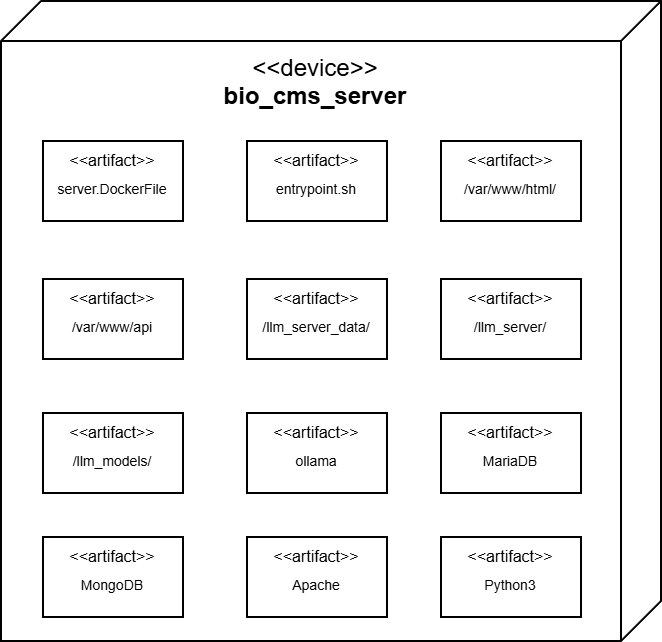 <<device>>
bio_cms_server
<<artifact>>
server.DockerFile
<<artifact>>
entrypoint.sh
<<artifact>>
/var/www/html/
<<artifact>>
/var/www/api
<<artifact>>
/llm_server_data/
<<artifact>>
/llm_server/
<<artifact>>
/llm_models/
<<artifact>>
ollama
<<artifact>>
MariaDB
<<artifact>>
MongoDB
<<artifact>>
Apache
<<artifact>>
Python3